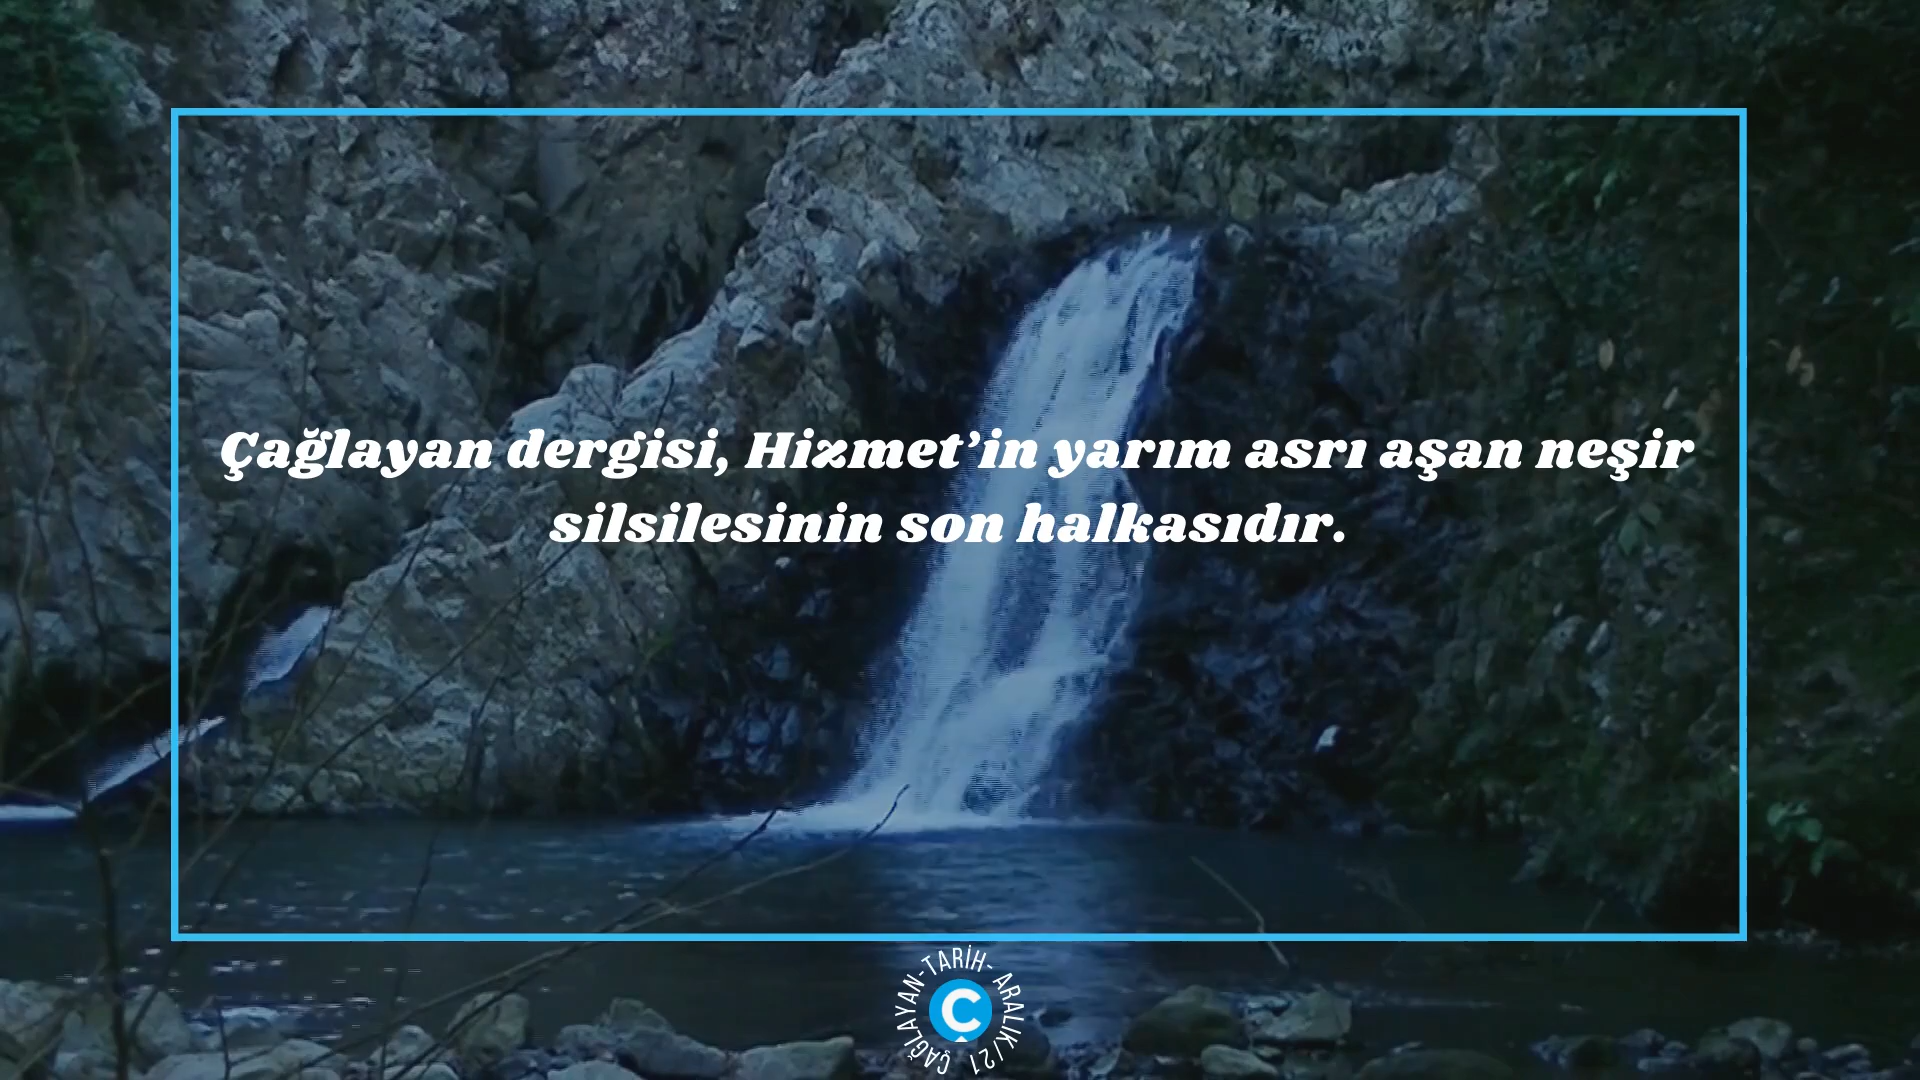 Çağlayan dergisi, Hizmet’in yarım asrı aşan neşir
silsilesinin son halkasıdır.
ÇAĞLAYAN-TARİH- ARALIK/21
Ç